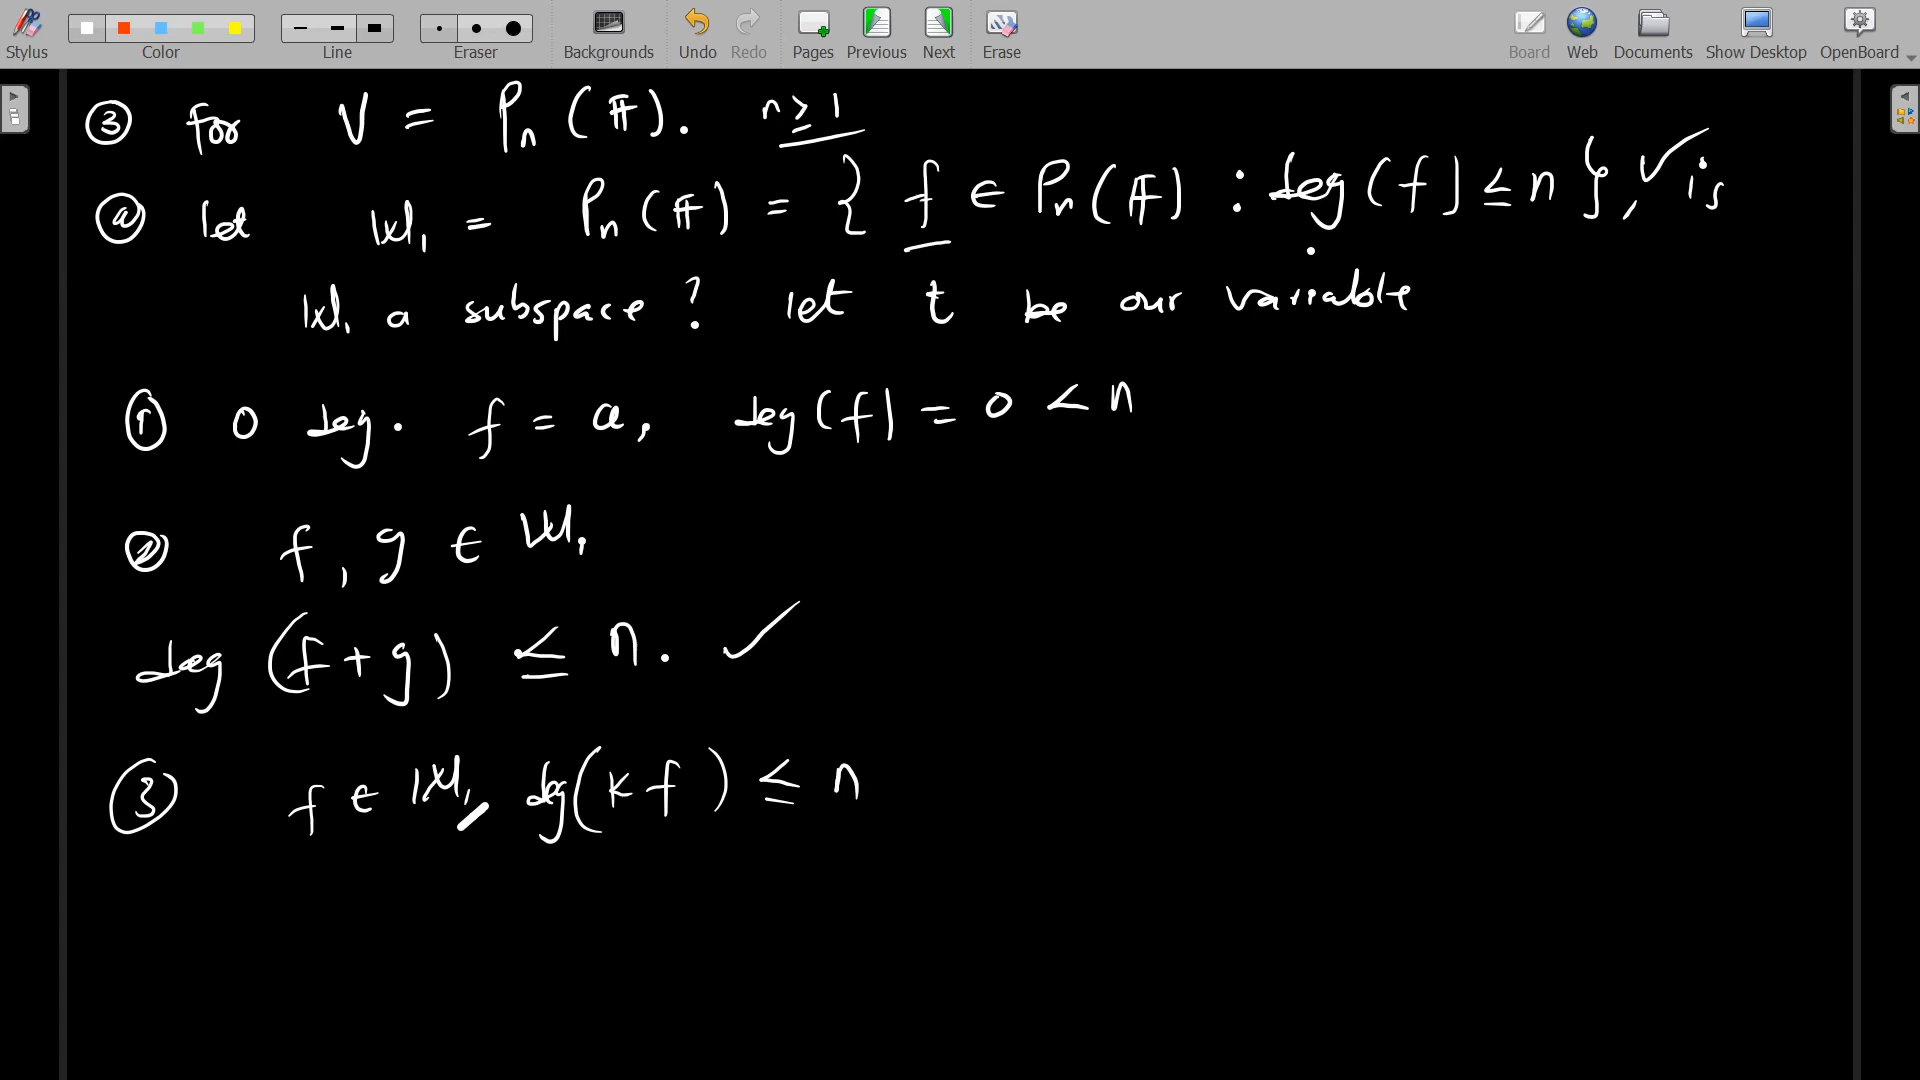 Stylus Color Line Eraser Backgrounds Undo Redo Pages Previous Next Erase Board Web Documents Show Desktop OpenBoard
③ For V = Pₙ(𝔽). n ≥ 1
ⓐ let W₁ = Pₙ(𝔽) = { f ∈ Pₙ(𝔽) : deg(f) ≤ n }, ✓ is
W₁ a subspace? let t be our variable
① 0 deg. f = a, deg(f) = 0 < n
② f, g ∈ W₁
deg (f+g) ≤ n. ✓
③ f ∈ W₁, deg(kf) ≤ n